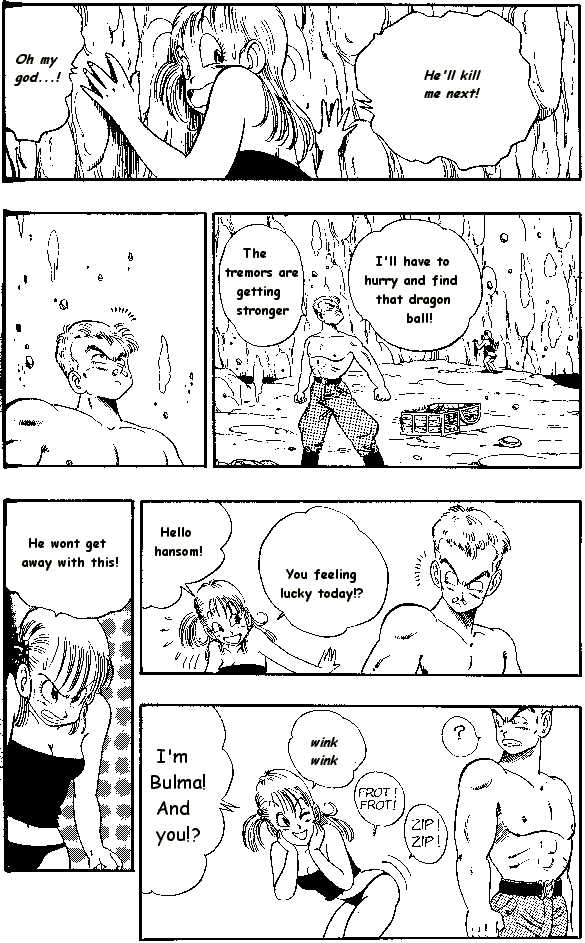 Oh my
god...!
He'll kill
me next!
The
tremors are
getting
stronger
I'll have to
hurry and find
that dragon
ball!
He wont get
away with this!
Hello
hansom!
You feeling
lucky today!?
I'm
Bulma!
And
you!?
wink
wink
FROT!
FROT!
ZIP!
ZIP!
?